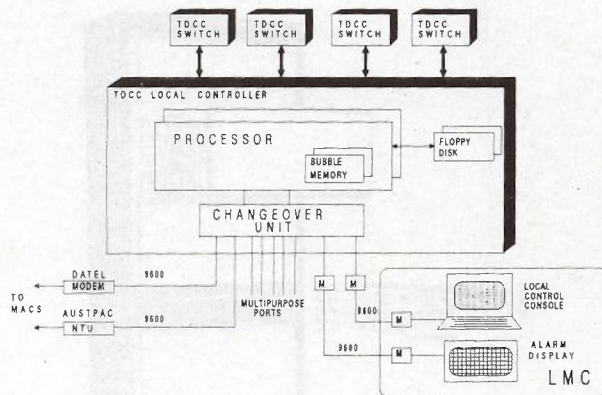 TDCC
SWITCH
TDCC
SWITCH
TDCC
SWITCH
TDCC
SWITCH
TDCC LOCAL CONTROLLER
PROCESSOR
BUBBLE
MEMORY
FLOPPY
DISK
CHANGEOVER
UNIT
DATEL
MODEM
9600
TO
MACS
AUSTPAC
NTU
9600
MULTIPURPOSE
PORTS
M
M
9600
M
LOCAL
CONTROL
CONSOLE
9600
M
ALARM
DISPLAY
LMC